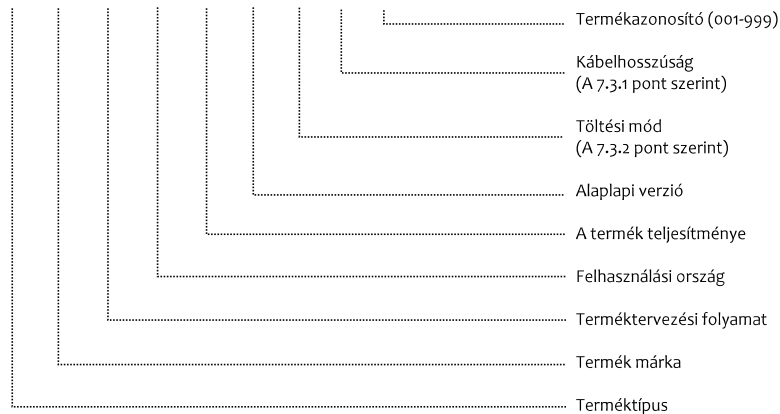 Termékazonosító (001-999)
Kábelhosszúság
(A 7.3.1 pont szerint)
Töltési mód
(A 7.3.2 pont szerint)
Alaplapi verzió
A termék teljesítménye
Felhasználási ország
Terméktervezési folyamat
Termék márka
Terméktípus